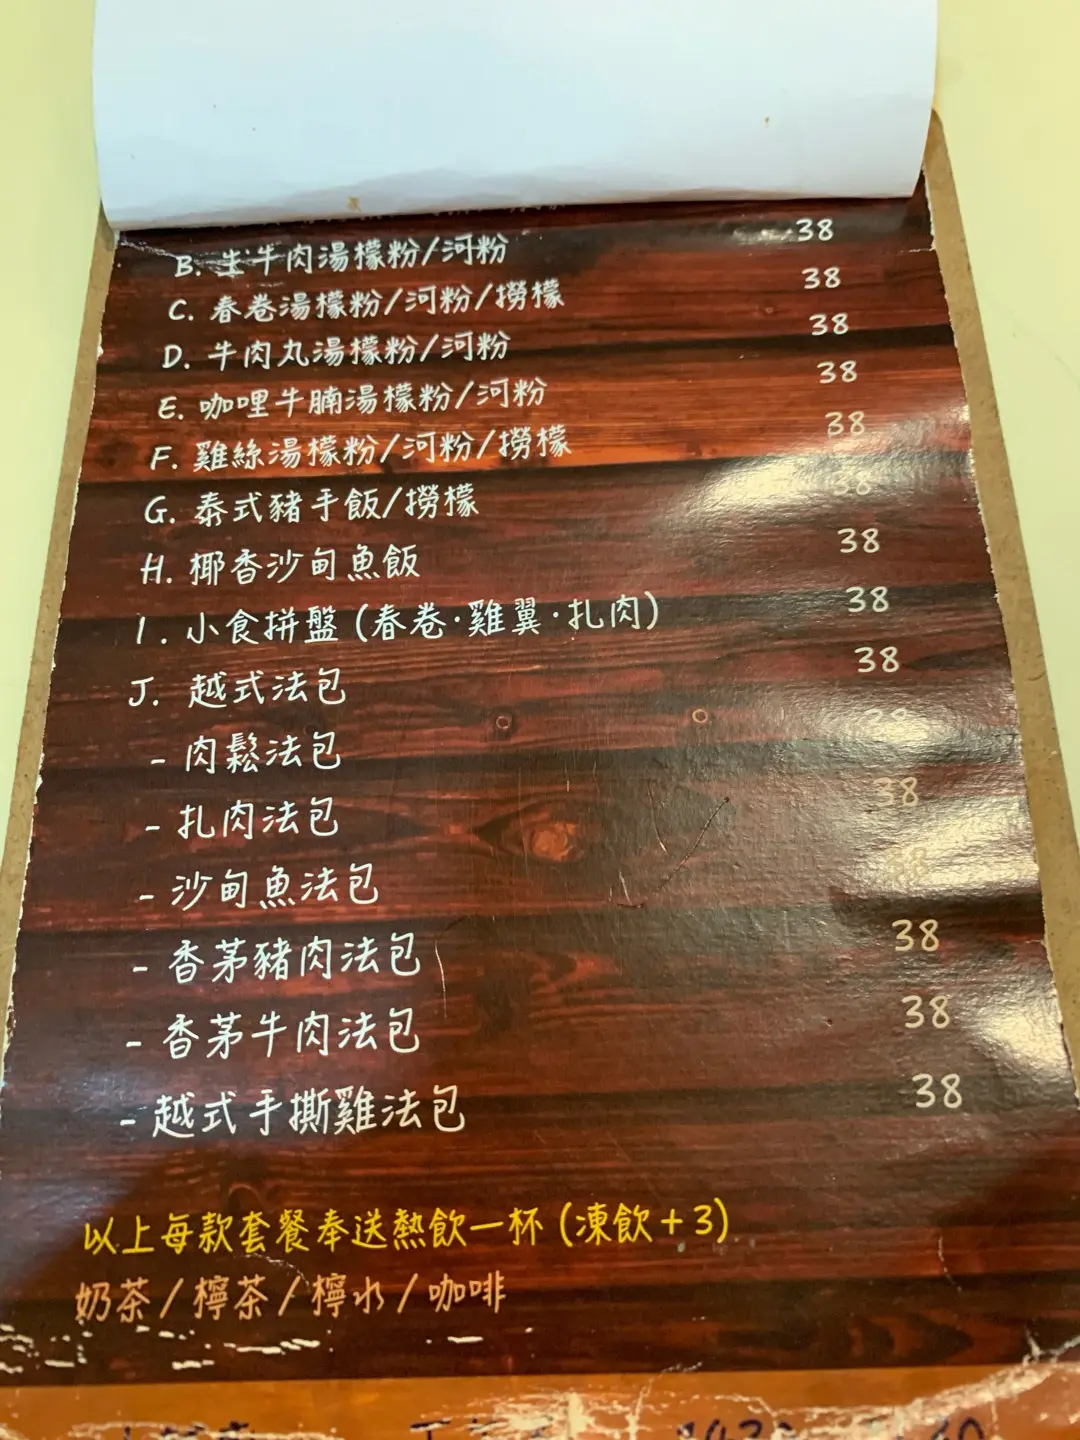 B. 生牛肉湯檬粉/河粉 38
C. 春卷湯檬粉/河粉/撈檬 38
D. 牛肉丸湯檬粉/河粉 38
E. 咖哩牛腩湯檬粉/河粉 38
F. 雞絲湯檬粉/河粉/撈檬 38
G. 泰式豬手飯/撈檬 38
H. 椰香沙甸魚飯 38
I. 小食拼盤 (春卷·雞翼·扎肉) 38
J. 越式法包 38
- 肉鬆法包 38
- 扎肉法包 38
- 沙甸魚法包 38
- 香茅豬肉法包 38
- 香茅牛肉法包 38
- 越式手撕雞法包 38
以上每款套餐奉送熱飲一杯 (凍飲+3)
奶茶/檸茶/檸水/咖啡